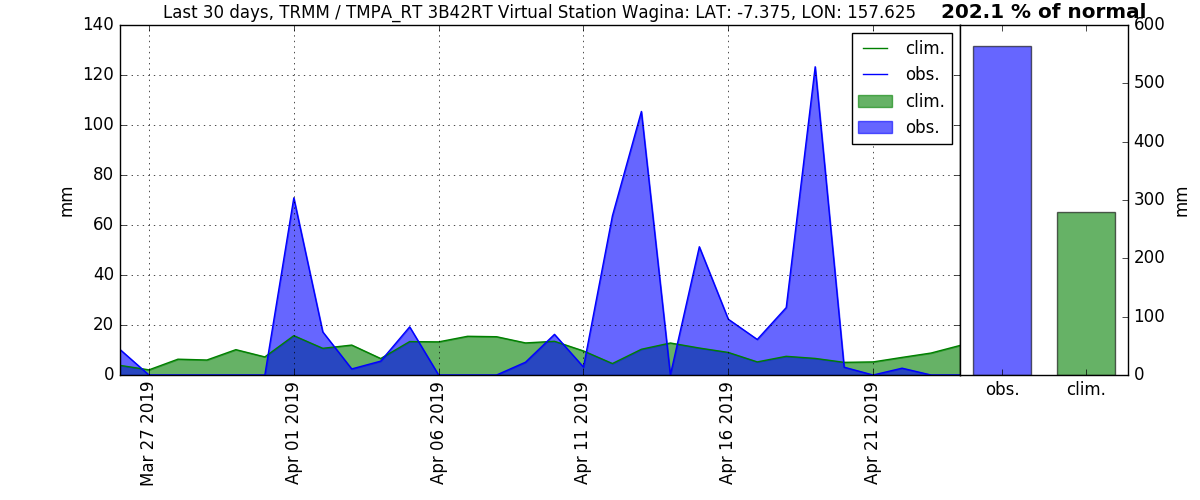 Last 30 days, TRMM / TMPA_RT 3B42RT Virtual Station Wagina: LAT: -7.375, LON: 157.625
202.1 % of normal
140
120
100
80
60
40
20
0
mm
clim.
obs.
clim.
obs.
Mar 27 2019
Apr 01 2019
Apr 06 2019
Apr 11 2019
Apr 16 2019
Apr 21 2019
600
500
400
300
200
100
0
mm
obs.
clim.